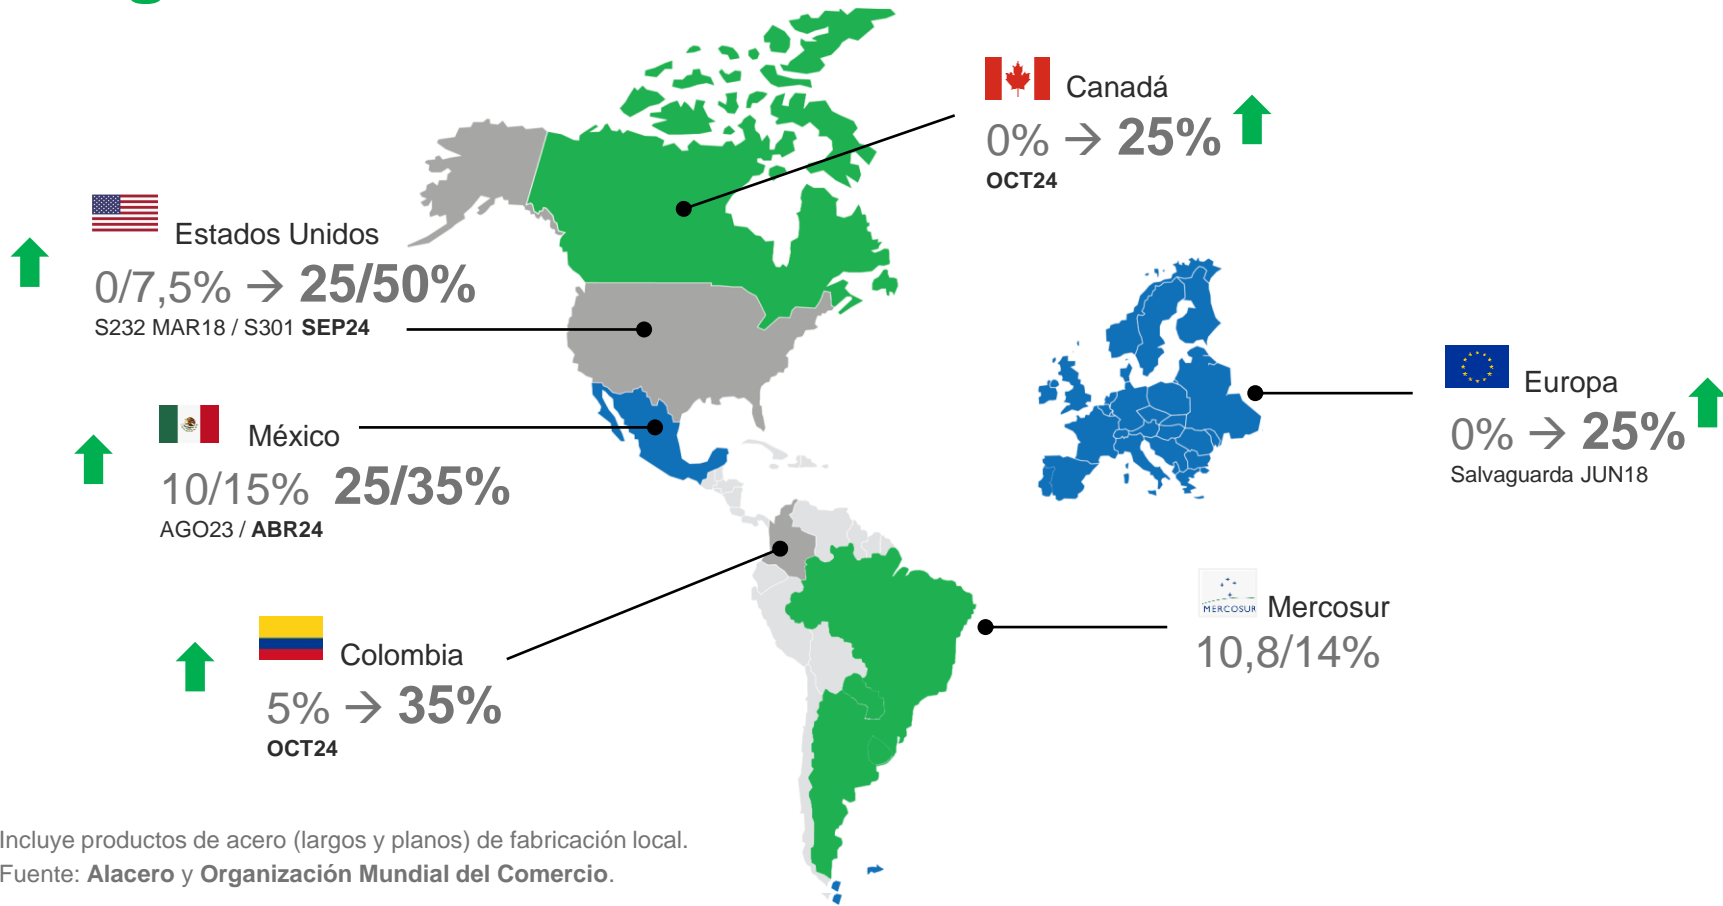 Canadá
0% → 25%
OCT24
Estados Unidos
0/7,5% → 25/50%
S232 MAR18 / S301 SEP24
México
10/15% 25/35%
AGO23 / ABR24
Europa
0% → 25%
Salvaguarda JUN18
MERCOSUR
Mercosur
10,8/14%
Colombia
5% → 35%
OCT24
Incluye productos de acero (largos y planos) de fabricación local.
Fuente: Alacero y Organización Mundial del Comercio.